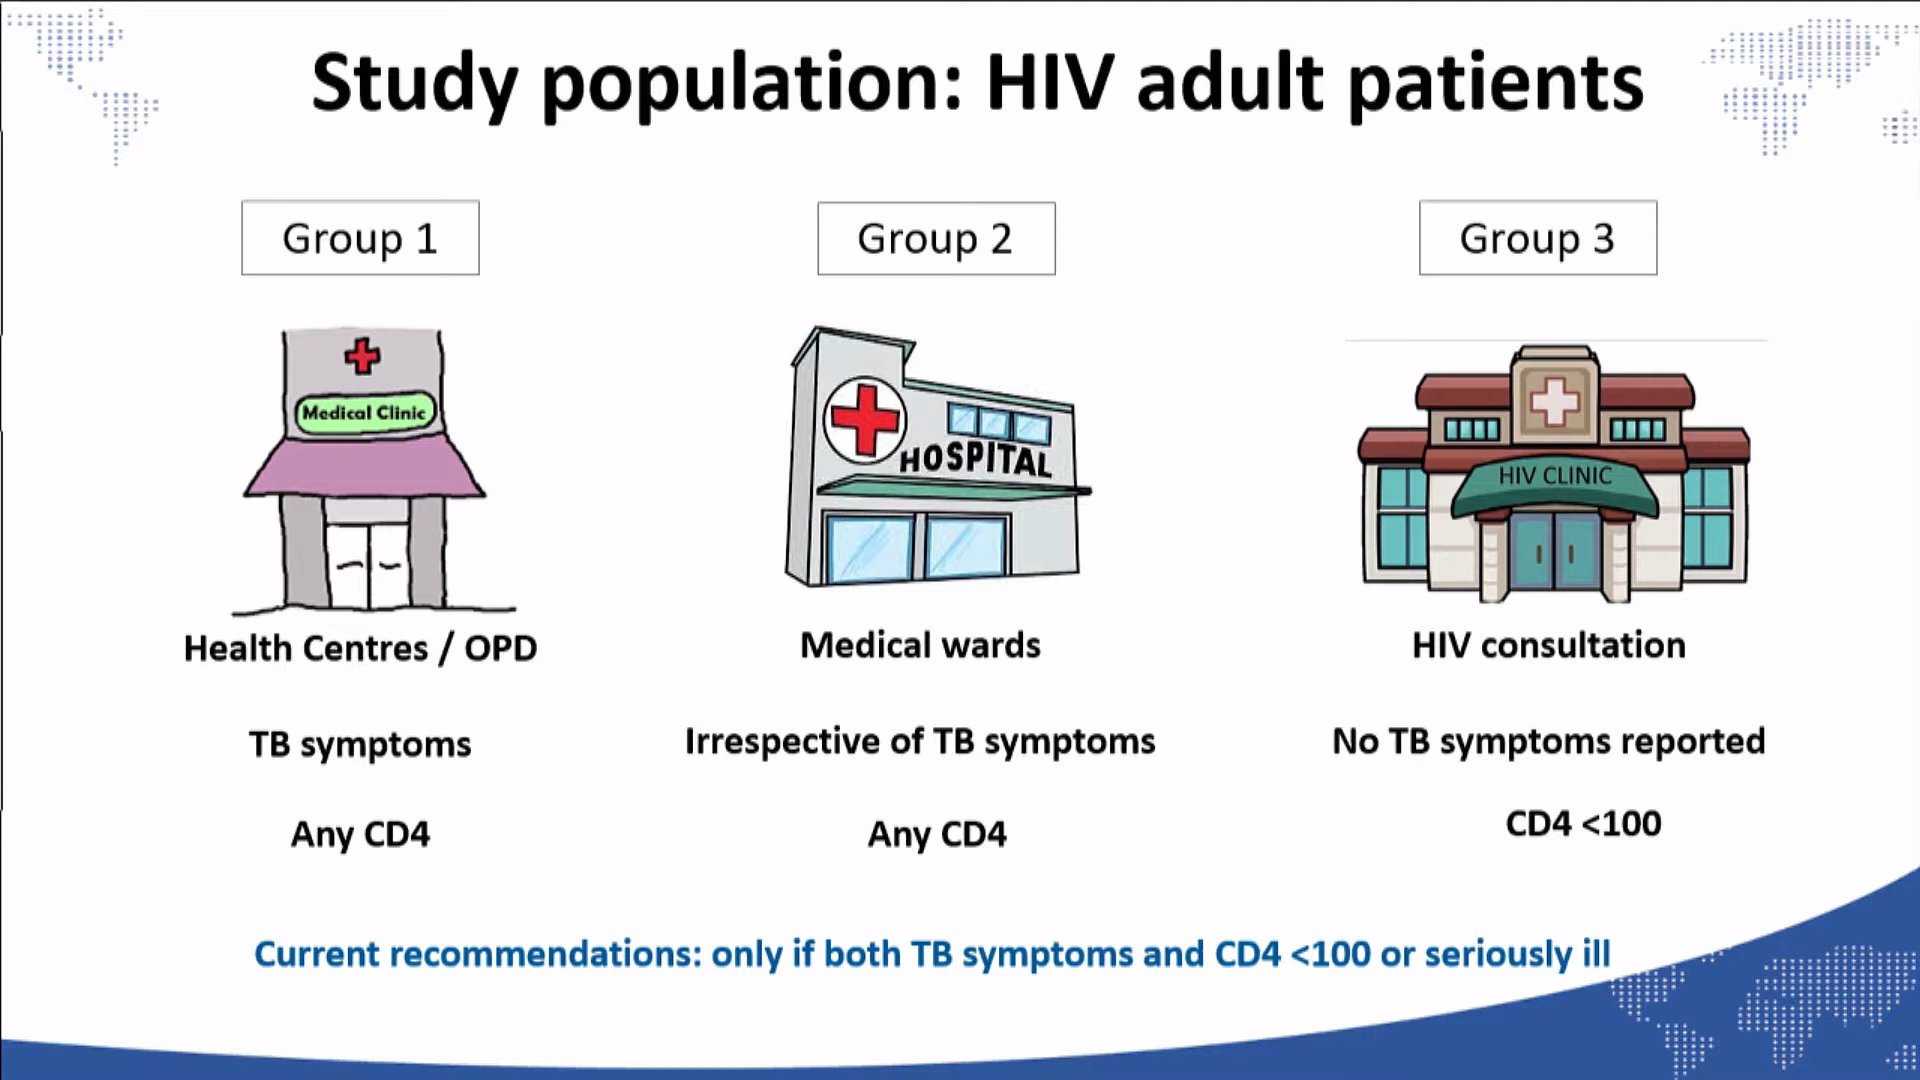 Study population: HIV adult patients
Group 1
Group 2
Group 3
Medical Clinic
HOSPITAL
HIV CLINIC
Health Centres / OPD
Medical wards
HIV consultation
TB symptoms
Irrespective of TB symptoms
No TB symptoms reported
Any CD4
Any CD4
CD4 <100
Current recommendations: only if both TB symptoms and CD4 <100 or seriously ill